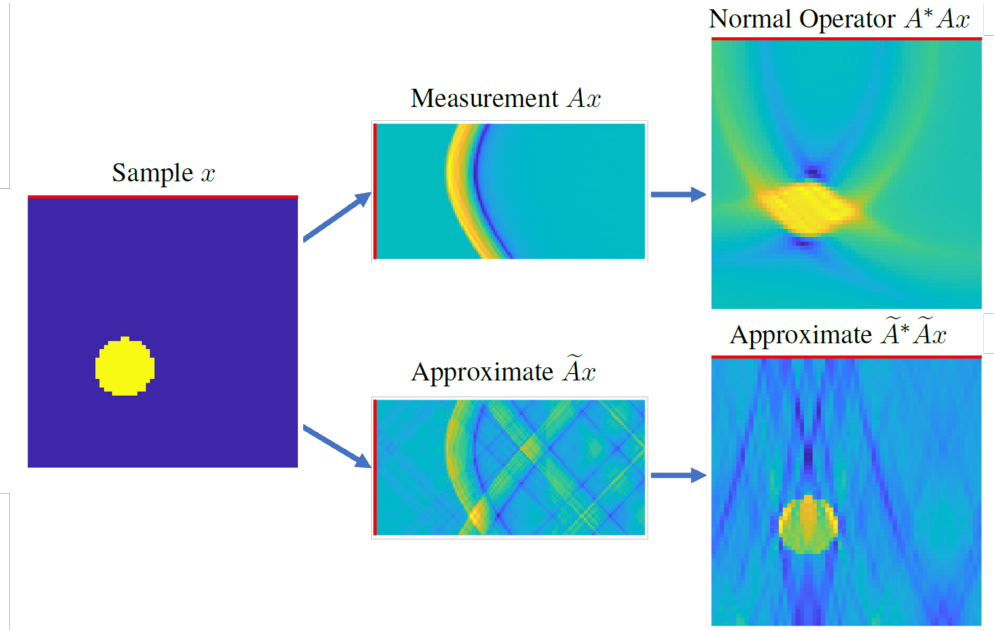 Normal Operator A*Ax
Measurement Ax
Sample x
Approximate Ã*Ãx
Approximate Ãx